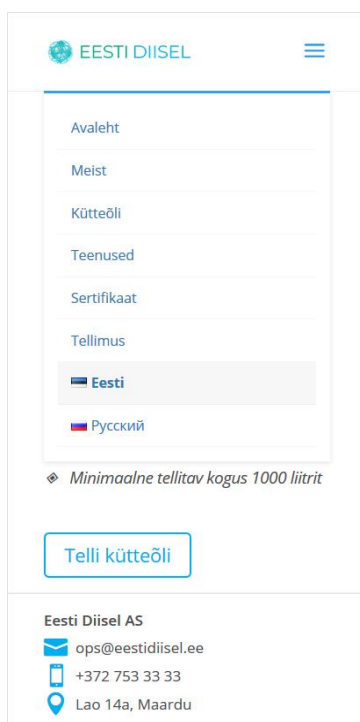 EESTI DIISEL
Avaleht
Meist
Kütteõli
Teenused
Sertifikaat
Tellimus
Eesti
Русский
Minimaalne tellitav kogus 1000 liitrit
Telli kütteõli
Eesti Diisel AS
ops@eestidiisel.ee
+372 753 33 33
Lao 14a, Maardu